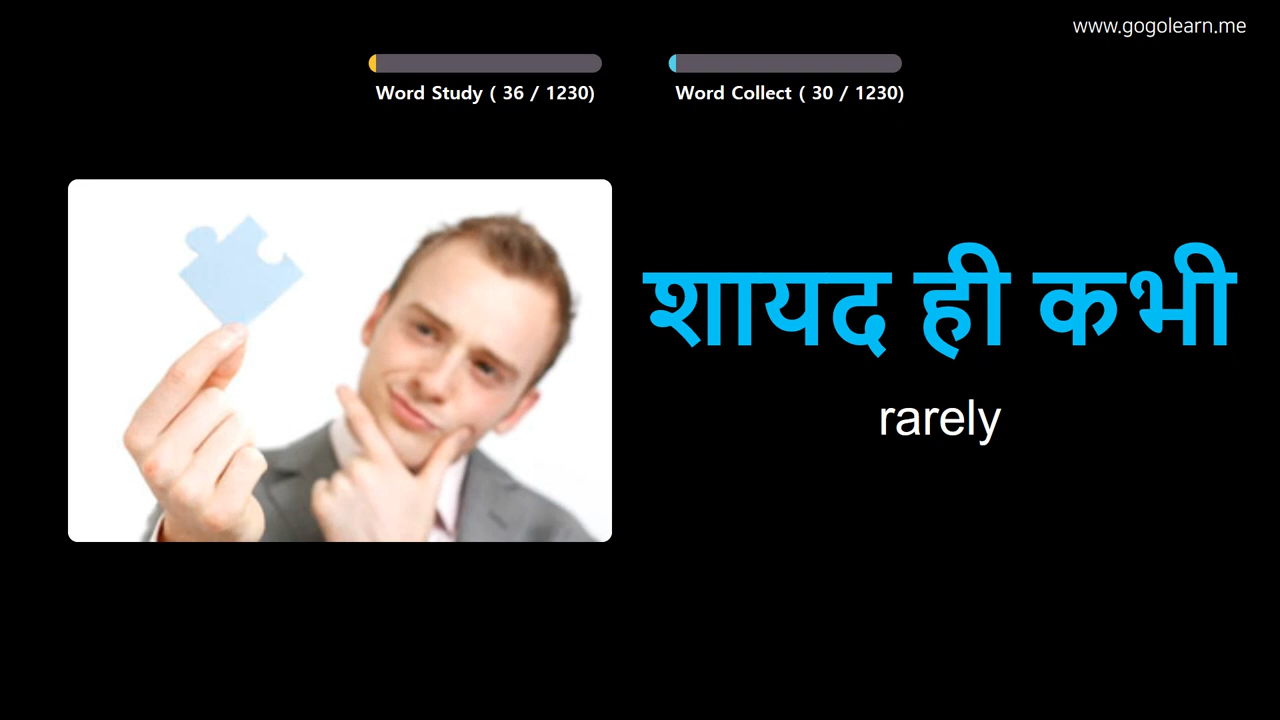 www.gogolearn.me
Word Study ( 36 / 1230)
Word Collect ( 30 / 1230)
शायद ही कभी
rarely